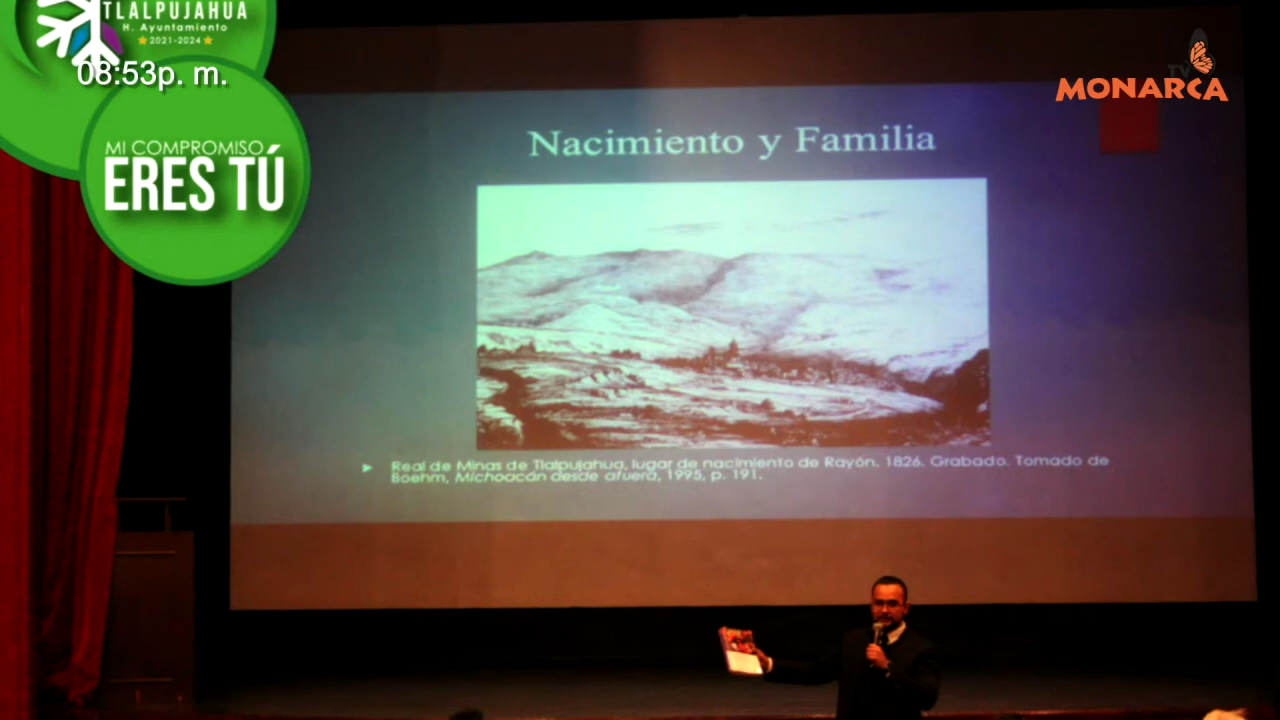 TLALPUJAHUA
H. Ayuntamiento
2021-2024
08:53p. m.
MI COMPROMISO
ERES TÚ
TV
MONARCA
Nacimiento y Familia
Real de Minas de Tlalpujahua, lugar de nacimiento de Rayón. 1826. Grabado. Tomado de
Boehm, Michoacán desde afuera, 1995, p. 191.